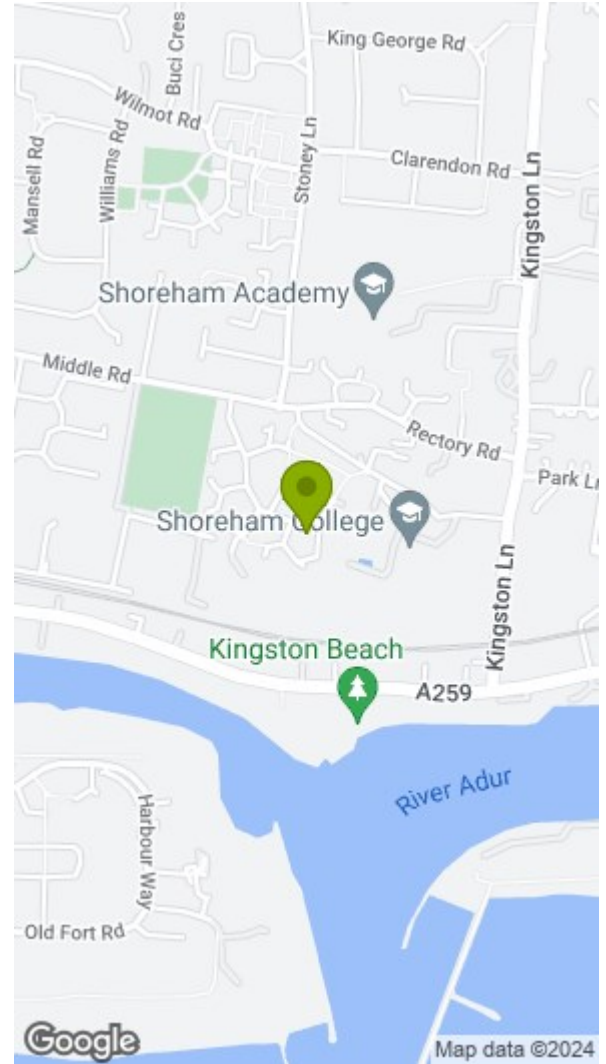 King George Rd
Buci Cres
Wilmot Rd
Williams Rd
Mansell Rd
Stoney Ln
Clarendon Rd
Kingston Ln
Shoreham Academy
Middle Rd
Rectory Rd
Park Ln
Shoreham College
Kingston Ln
Kingston Beach
A259
River Adur
Harbour Way
Old Fort Rd
Google
Map data ©2024